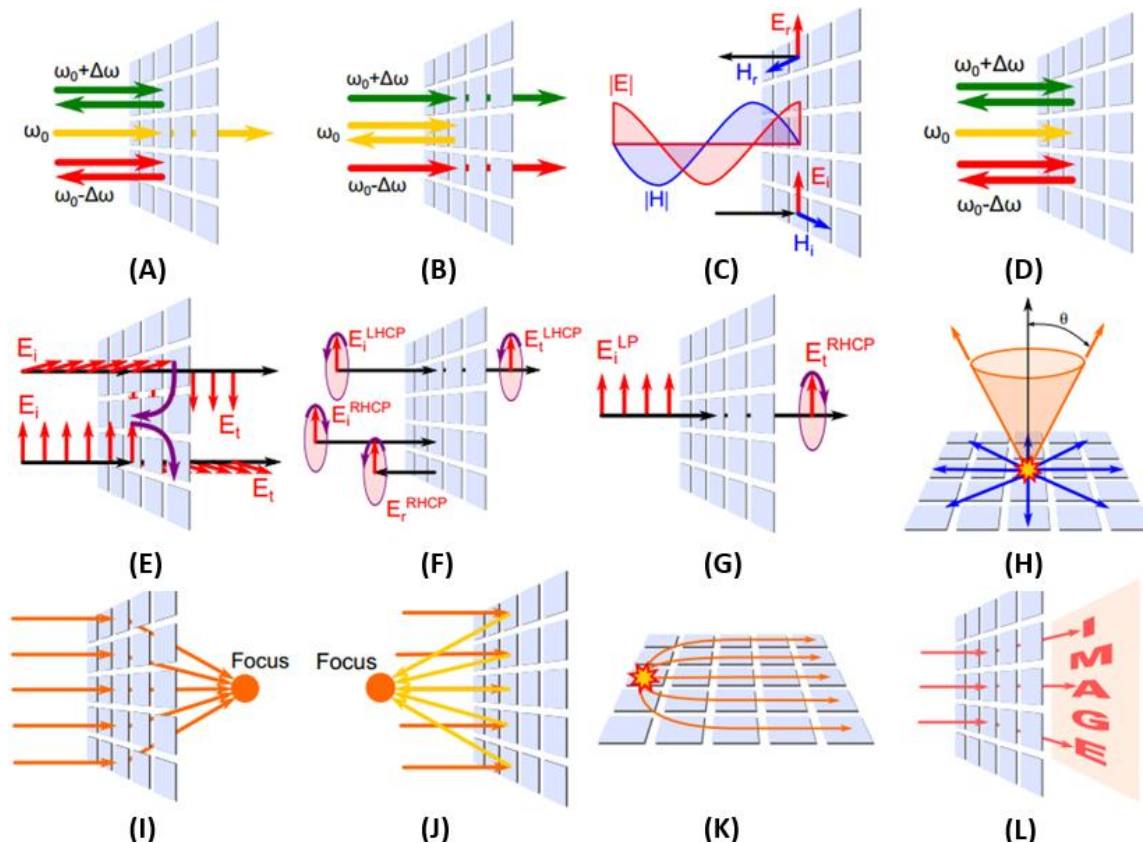 ω₀+Δω
ω₀
ω₀-Δω
(A)
ω₀+Δω
ω₀
ω₀-Δω
(B)
Eᵣ
Hᵣ
|E|
|H|
Eᵢ
Hᵢ
(C)
ω₀+Δω
ω₀
ω₀-Δω
(D)
Eᵢ
Eᵢ
Eₜ
Eₜ
(E)
Eᵢᴸᴴᶜᴾ
Eₜᴸᴴᶜᴾ
Eᵢᴿᴴᶜᴾ
Eᵣᴿᴴᶜᴾ
(F)
Eᵢᴸᴾ
Eₜᴿᴴᶜᴾ
(G)
θ
(H)
Focus
(I)
Focus
(J)
(K)
IMAGE
(L)